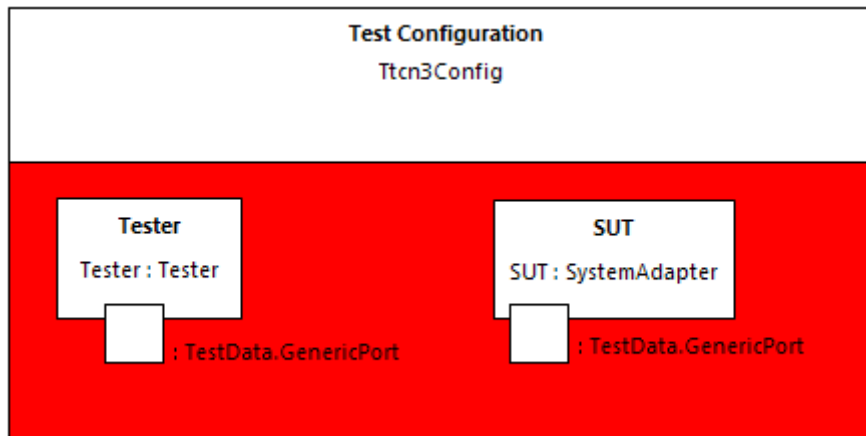 Test Configuration
Ttcn3Config
Tester
Tester : Tester
: TestData.GenericPort
SUT
SUT : SystemAdapter
: TestData.GenericPort